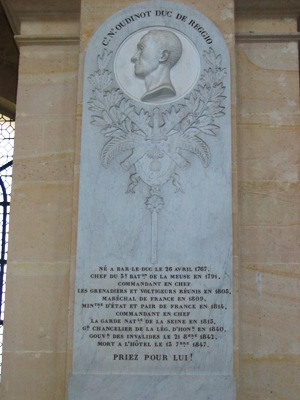 C. N. OUDINOT DUC DE REGGIO
NÉ A BAR-LE-DUC LE 26 AVRIL 1767,
CHEF DU 3E BATON DE LA MEUSE EN 1791,
COMMANDANT EN CHEF
LES GRENADIERS ET VOLTIGEURS RÉUNIS EN 1805,
MARÉCHAL DE FRANCE EN 1809,
MINTRE D'ÉTAT ET PAIR DE FRANCE EN 1814,
COMMANDANT EN CHEF
LA GARDE NATLE DE LA SEINE EN 1815,
GD CHANCELIER DE LA LÉG. D'HONR EN 1840,
GOUVR DES INVALIDES LE 21 8BRE 1842,
MORT A L'HÔTEL LE 13 7BRE 1847.
PRIEZ POUR LUI!